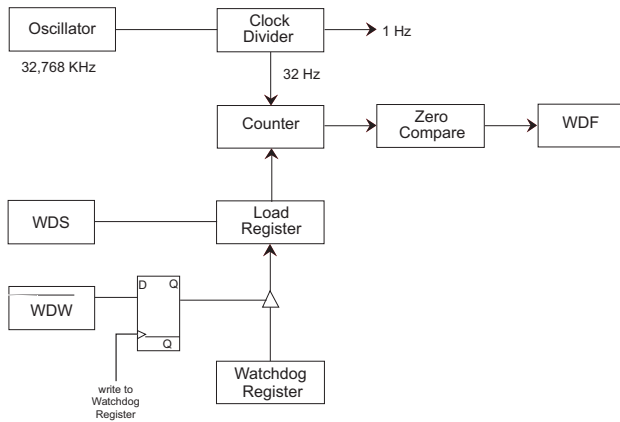 Oscillator
Clock
Divider
1 Hz
32,768 KHz
32 Hz
Counter
Zero
Compare
WDF
WDS
Load
Register
D
Q
WDW
Q
write to
Watchdog
Register
Watchdog
Register